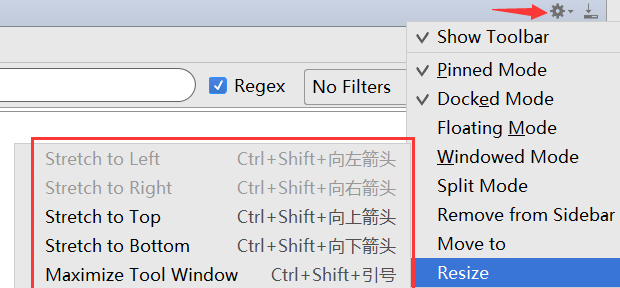 Show Toolbar
Regex
No Filters
Pinned Mode
Docked Mode
Floating Mode
Windowed Mode
Split Mode
Remove from Sidebar
Move to
Resize
Stretch to Left Ctrl+Shift+向左箭头
Stretch to Right Ctrl+Shift+向右箭头
Stretch to Top Ctrl+Shift+向上箭头
Stretch to Bottom Ctrl+Shift+向下箭头
Maximize Tool Window Ctrl+Shift+引号